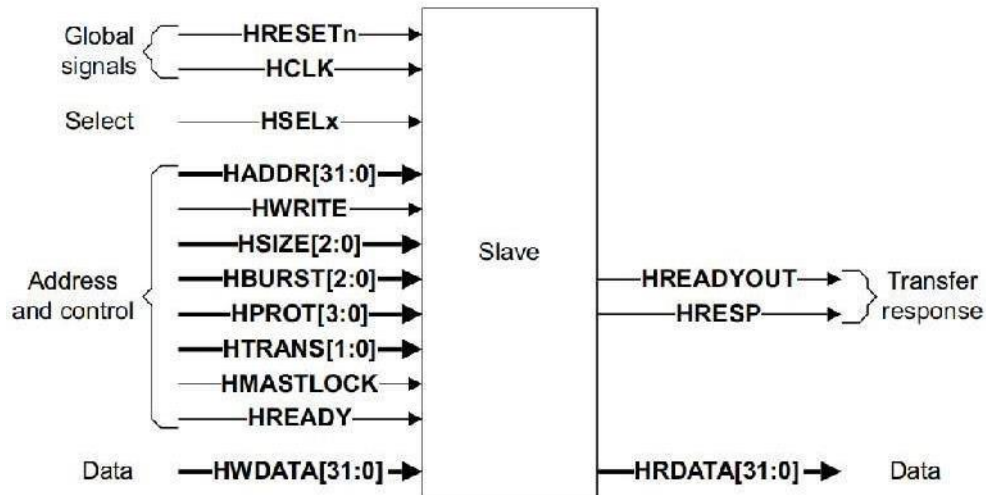 Global
signals
HRESETn
HCLK
Select
HSELx
Address
and control
HADDR[31:0]
HWRITE
HSIZE[2:0]
HBURST[2:0]
HPROT[3:0]
HTRANS[1:0]
HMASTLOCK
HREADY
Data
HWDATA[31:0]
Slave
HREADYOUT
HRESP
Transfer
response
HRDATA[31:0]
Data